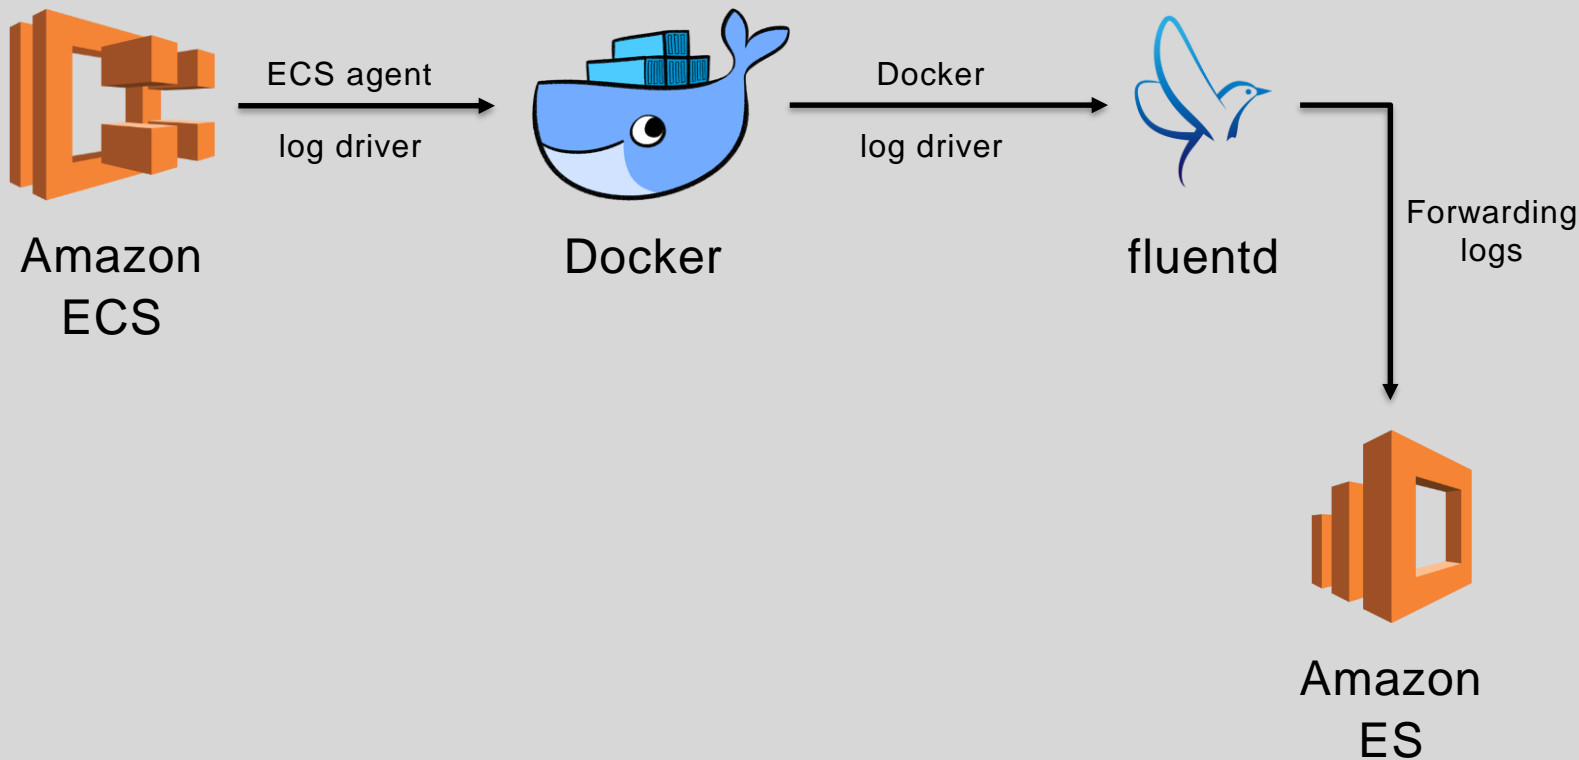 ECS agent
log driver
Docker
log driver
Amazon
ECS
Docker
fluentd
Forwarding
logs
Amazon
ES